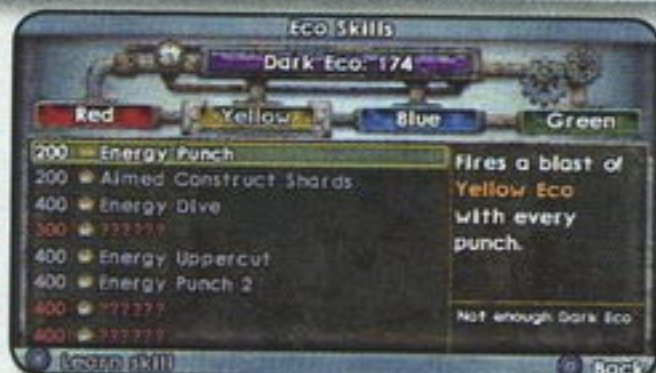 Eco Skills
Dark Eco: 174
Red Yellow Blue Green
200 Energy Punch
200 Aimed Construct Shards
400 Energy Dive
300 ??????
400 Energy Uppercut
400 Energy Punch 2
400 ??????
400 ??????
Fires a blast of
Yellow Eco
with every
punch.
Not enough Dark Eco
Learn skill
Back